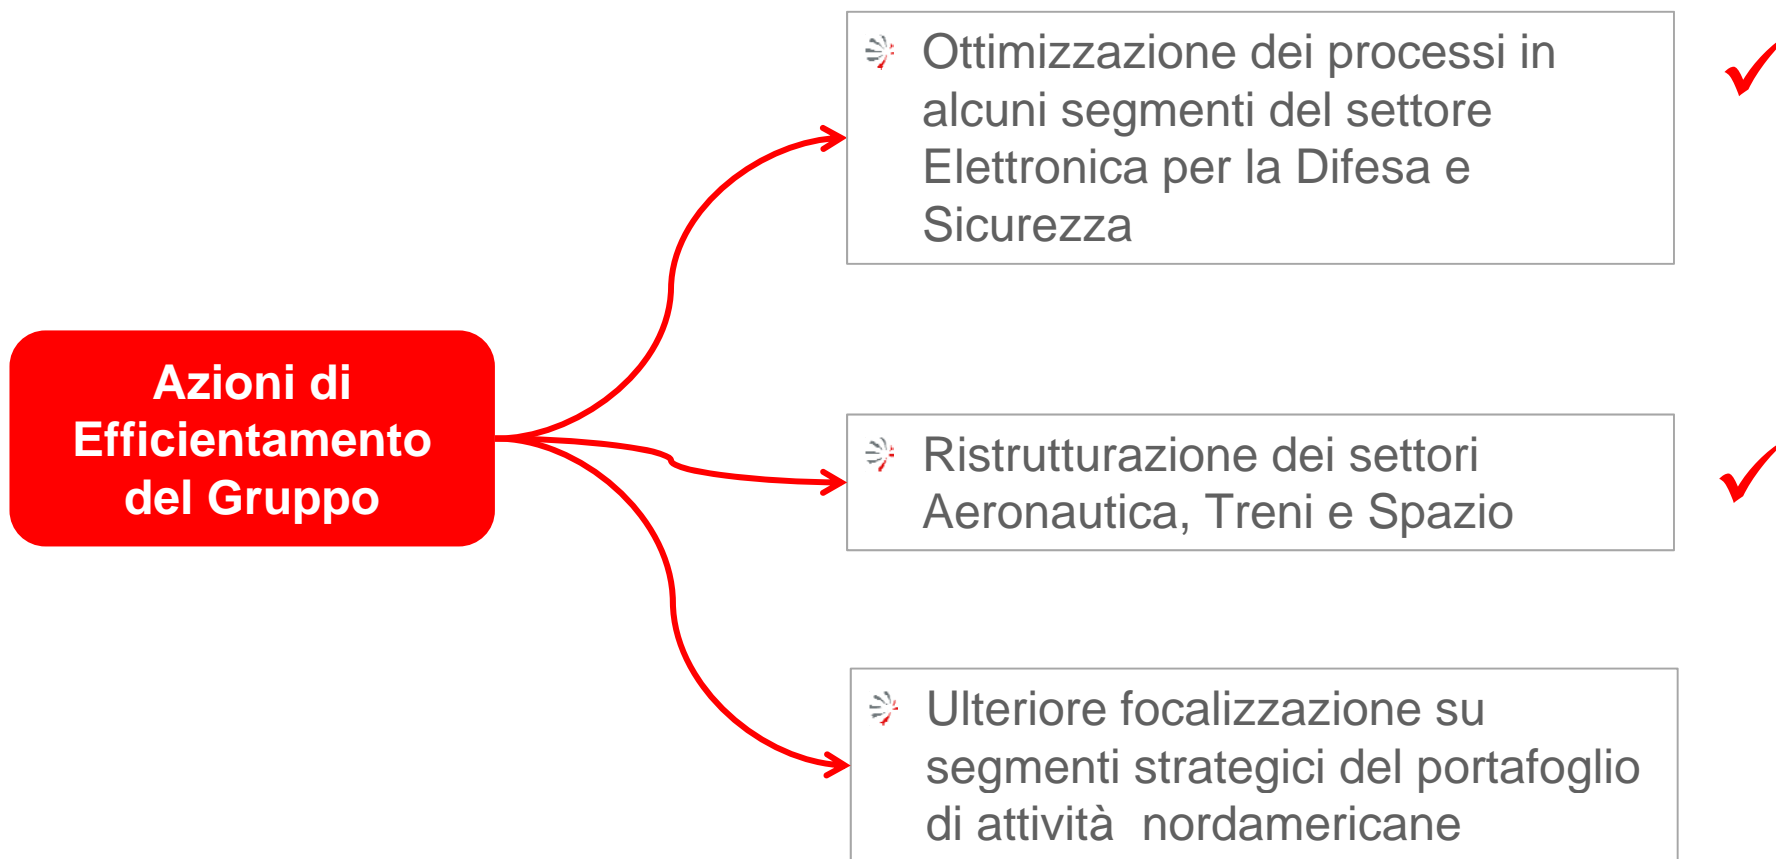 Ottimizzazione dei processi in
alcuni segmenti del settore
Elettronica per la Difesa e
Sicurezza
Azioni di
Efficientamento
del Gruppo
Ristrutturazione dei settori
Aeronautica, Treni e Spazio
Ulteriore focalizzazione su
segmenti strategici del portafoglio
di attività  nordamericane